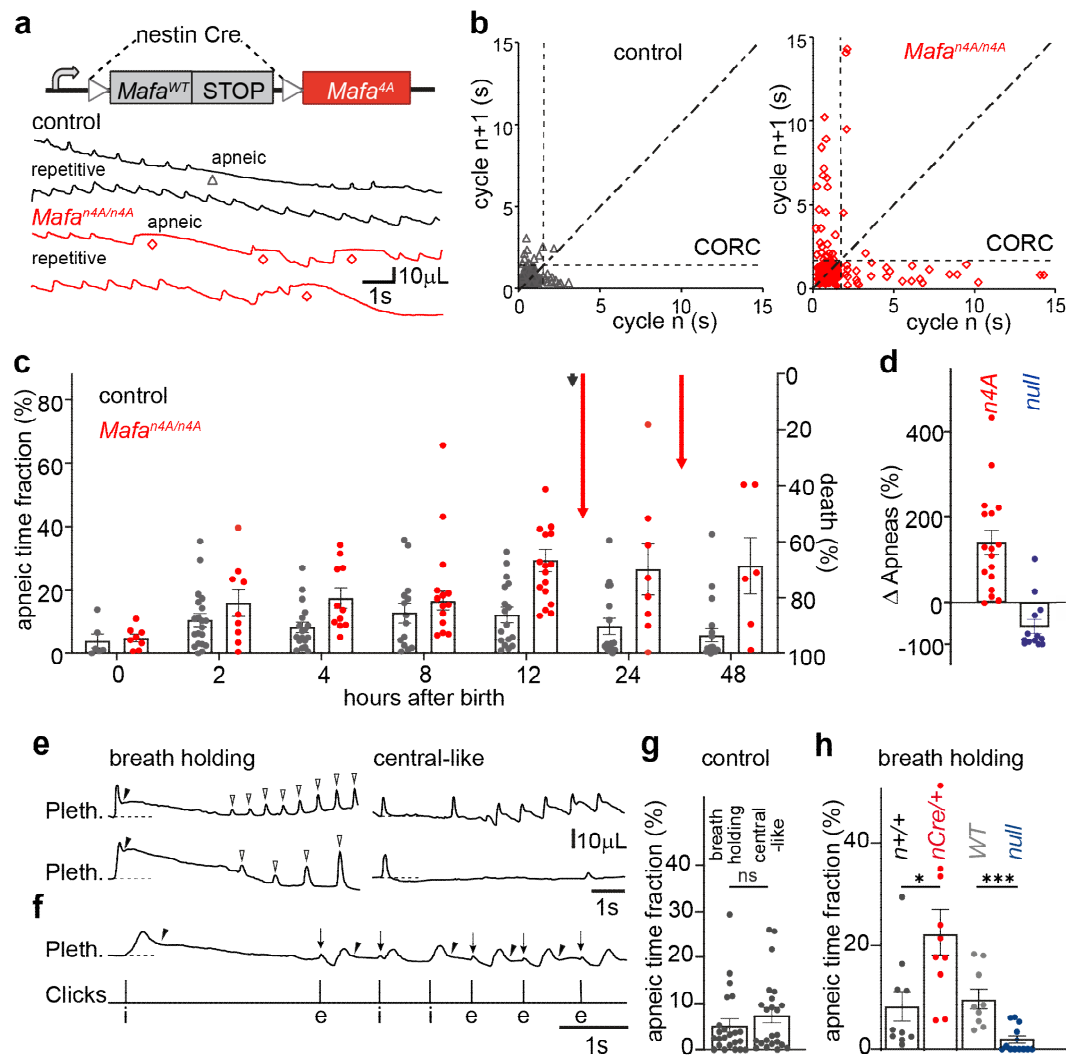 a
nestin Cre
Mafa^WT STOP Mafa^4A
control
apneic
repetitive
Mafa^n4A/n4A apneic
repetitive
10µL
1s
b
control
cycle n+1 (s)
15
10
5
0
CORC
0 5 10 15
cycle n (s)
Mafa^n4A/n4A
cycle n+1 (s)
15
10
5
0
CORC
0 5 10 15
cycle n (s)
c
control
Mafa^n4A/n4A
apneic time fraction (%)
80
60
40
20
0
0
20
40
60
80
100
death (%)
0 2 4 8 12 24 48
hours after birth
d
n4A null
Δ Apneas (%)
400
200
0
-100
e
breath holding central-like
Pleth.
10µL
Pleth.
1s
f
Pleth.
Clicks
i e i i e e e
1s
g
control
apneic time fraction (%)
breath
holding
central
-like
ns
40
30
20
10
0
h
breath holding
apneic time fraction (%)
n+/+ nCre/+ WT null
* ***
40
20
0